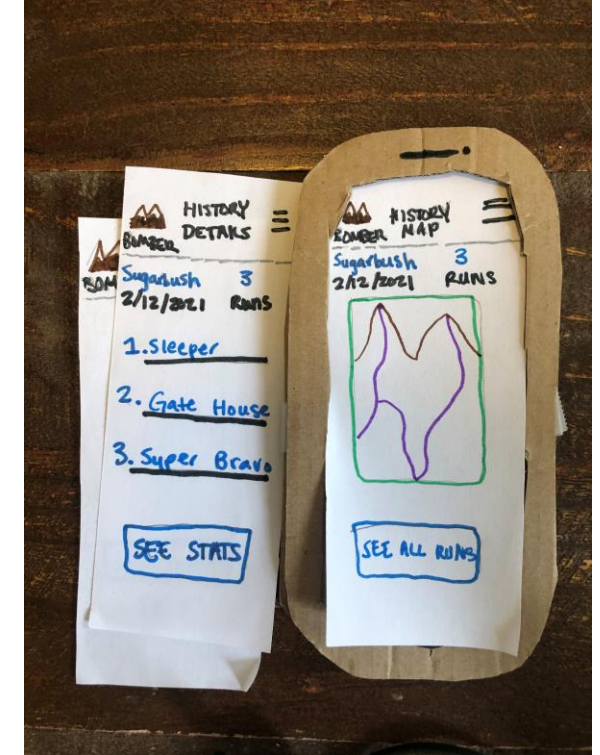 BOM
HISTORY
DETAILS
BOMBER
Sugarbush 3
2/12/2021 RUNS
1. Sleeper
2. Gate House
3. Super Bravo
SEE STATS
HISTORY
BOMBER MAP
Sugarbush 3
2/12/2021 RUNS
SEE ALL RUNS